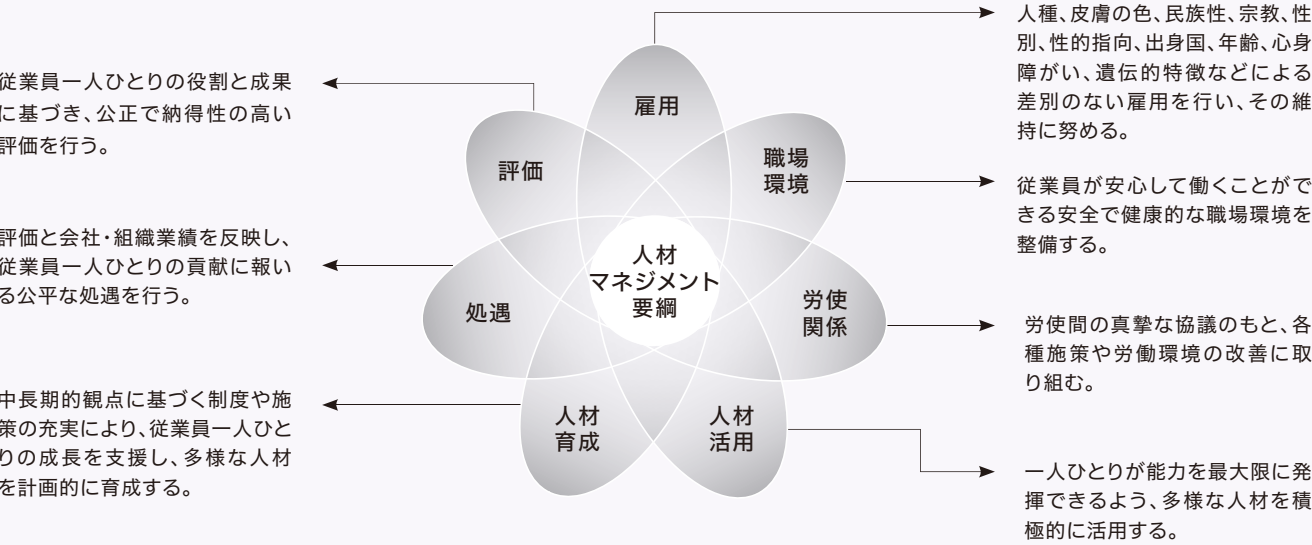 人種、皮膚の色、民族性、宗教、性
別、性的指向、出身国、年齢、心身
障がい、遺伝的特徴などによる
差別のない雇用を行い、その維
持に努める。
従業員一人ひとりの役割と成果
に基づき、公正で納得性の高い
評価を行う。
雇用
評価
職場
環境
従業員が安心して働くことがで
きる安全で健康的な職場環境を
整備する。
評価と会社・組織業績を反映し、
従業員一人ひとりの貢献に報い
る公平な処遇を行う。
人材
マネジメント
要綱
処遇
労使
関係
労使間の真摯な協議のもと、各
種施策や労働環境の改善に取
り組む。
中長期的観点に基づく制度や施
策の充実により、従業員一人ひと
りの成長を支援し、多様な人材
を計画的に育成する。
人材
育成
人材
活用
一人ひとりが能力を最大限に発
揮できるよう、多様な人材を積
極的に活用する。